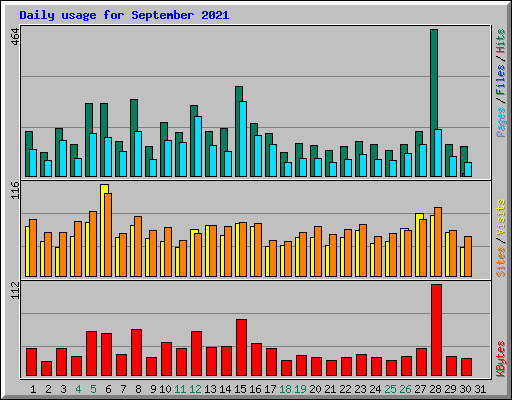 Daily usage for September 2021
464
Pages / Files / Hits
116
Sites / Visits
112
KBytes
1 2 3 4 5 6 7 8 9 10 11 12 13 14 15 16 17 18 19 20 21 22 23 24 25 26 27 28 29 30 31